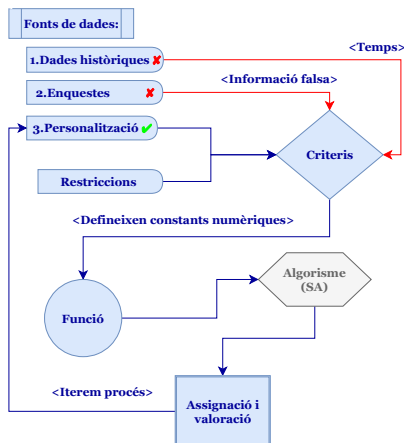 Fonts de dades:
<Temps>
1.Dades històriques ✘
<Informació falsa>
2.Enquestes ✘
3.Personalització ✔
Criteris
Restriccions
<Defineixen constants numèriques>
Algorisme
(SA)
Funció
<Iterem procés>
Assignació i
valoració